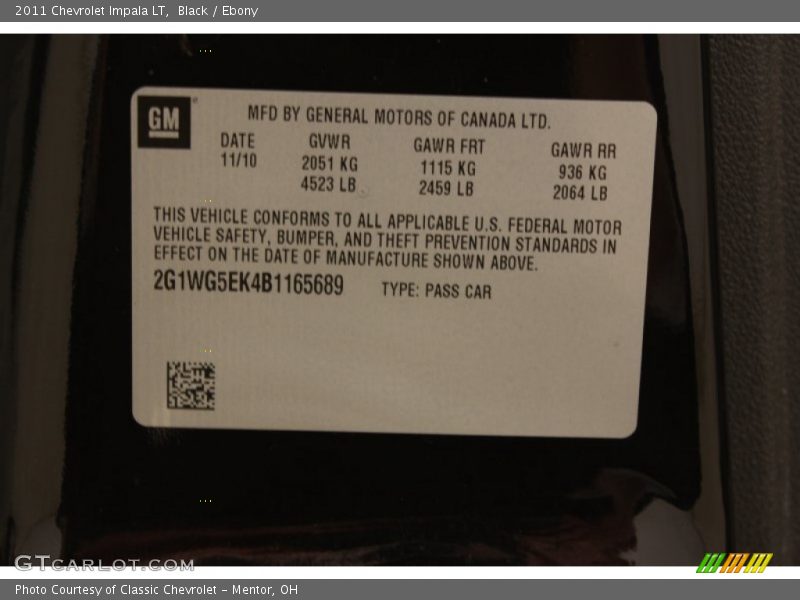 2011 Chevrolet Impala LT, Black / Ebony
GM
MFD BY GENERAL MOTORS OF CANADA LTD.
DATE GVWR GAWR FRT GAWR RR
11/10 2051 KG 1115 KG 936 KG
4523 LB 2459 LB 2064 LB
THIS VEHICLE CONFORMS TO ALL APPLICABLE U.S. FEDERAL MOTOR
VEHICLE SAFETY, BUMPER, AND THEFT PREVENTION STANDARDS IN
EFFECT ON THE DATE OF MANUFACTURE SHOWN ABOVE.
2G1WG5EK4B1165689 TYPE: PASS CAR
GTCARLOT.COM
Photo Courtesy of Classic Chevrolet - Mentor, OH